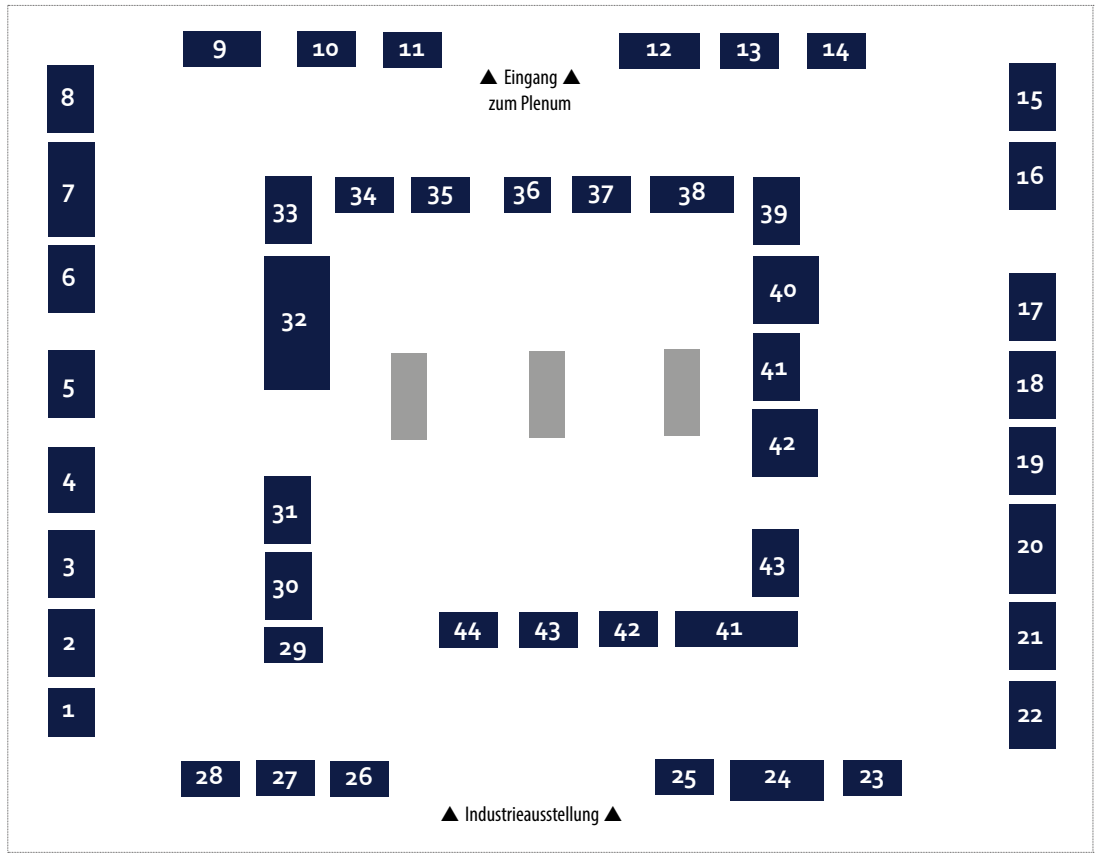 9 10 11 12 13 14
▲ Eingang ▲
zum Plenum
8 15
7 16
33 34 35 36 37 38 39
6 40 17
32
5 41 18
42 19
4
31
3 30 43 20
29 44 43 42 41
2 21
1 22
28 27 26 25 24 23
▲ Industrieausstellung ▲